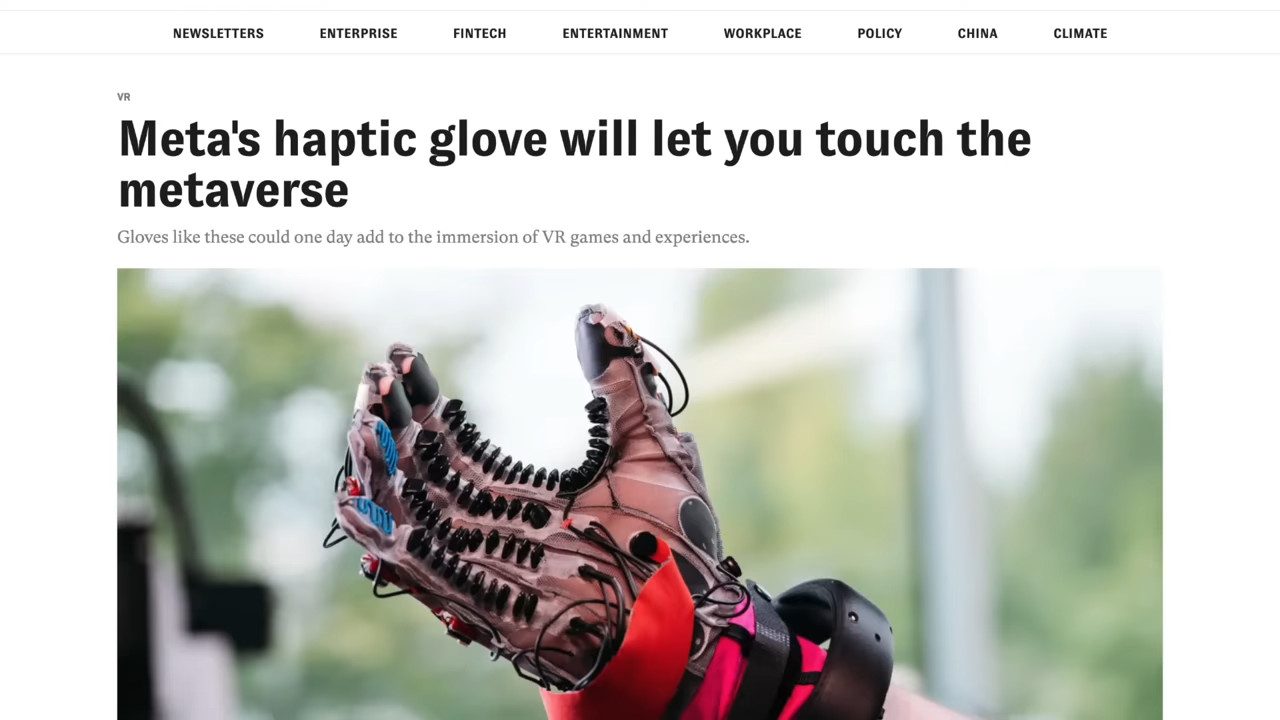 NEWSLETTERS ENTERPRISE FINTECH ENTERTAINMENT WORKPLACE POLICY CHINA CLIMATE
VR
Meta's haptic glove will let you touch the
metaverse
Gloves like these could one day add to the immersion of VR games and experiences.